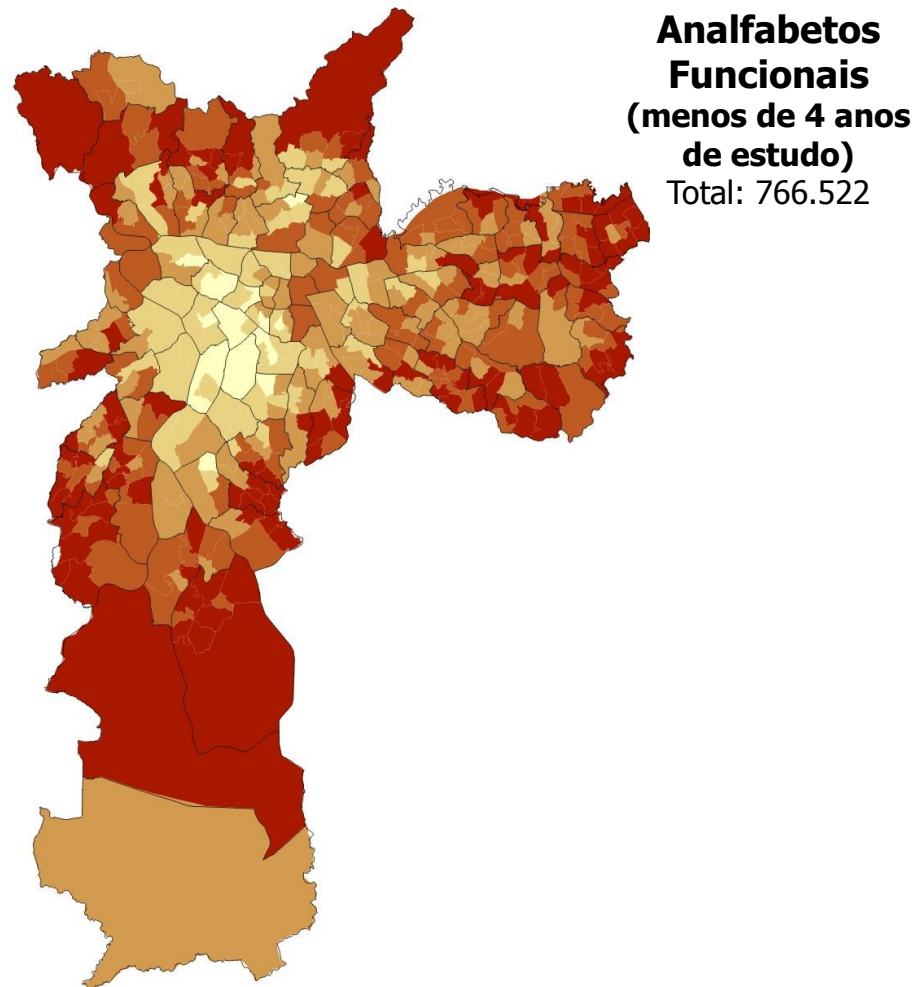 Analfabetos
Funcionais
(menos de 4 anos
de estudo)
Total: 766.522